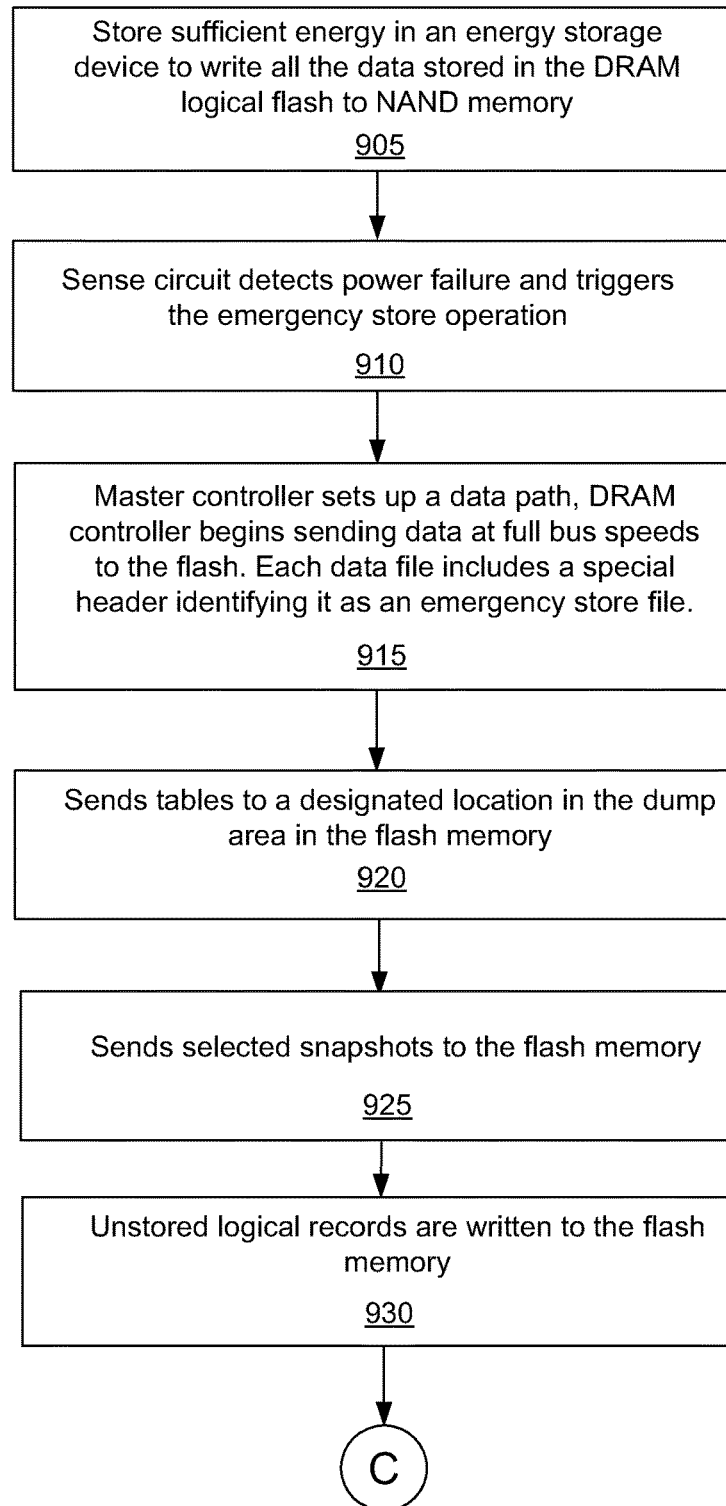 Store sufficient energy in an energy storage
device to write all the data stored in the DRAM
logical flash to NAND memory
905
Sense circuit detects power failure and triggers
the emergency store operation
910
Master controller sets up a data path, DRAM
controller begins sending data at full bus speeds
to the flash. Each data file includes a special
header identifying it as an emergency store file.
915
Sends tables to a designated location in the dump
area in the flash memory
920
Sends selected snapshots to the flash memory
925
Unstored logical records are written to the flash
memory
930
C